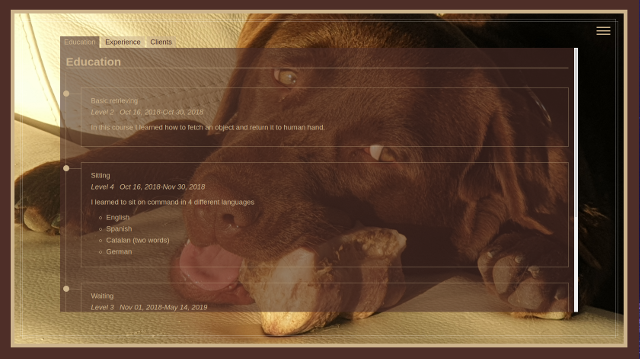 Education Experience Clients
Education
Basic retrieving
Level 2 Oct 16, 2018-Oct 30, 2018
In this course I learned how to fetch an object and return it to human hand.
Sitting
Level 4 Oct 16, 2018-Nov 30, 2018
I learned to sit on command in 4 different languages
English
Spanish
Catalan (two words)
German
Waiting
Level 3 Nov 01, 2018-May 14, 2019